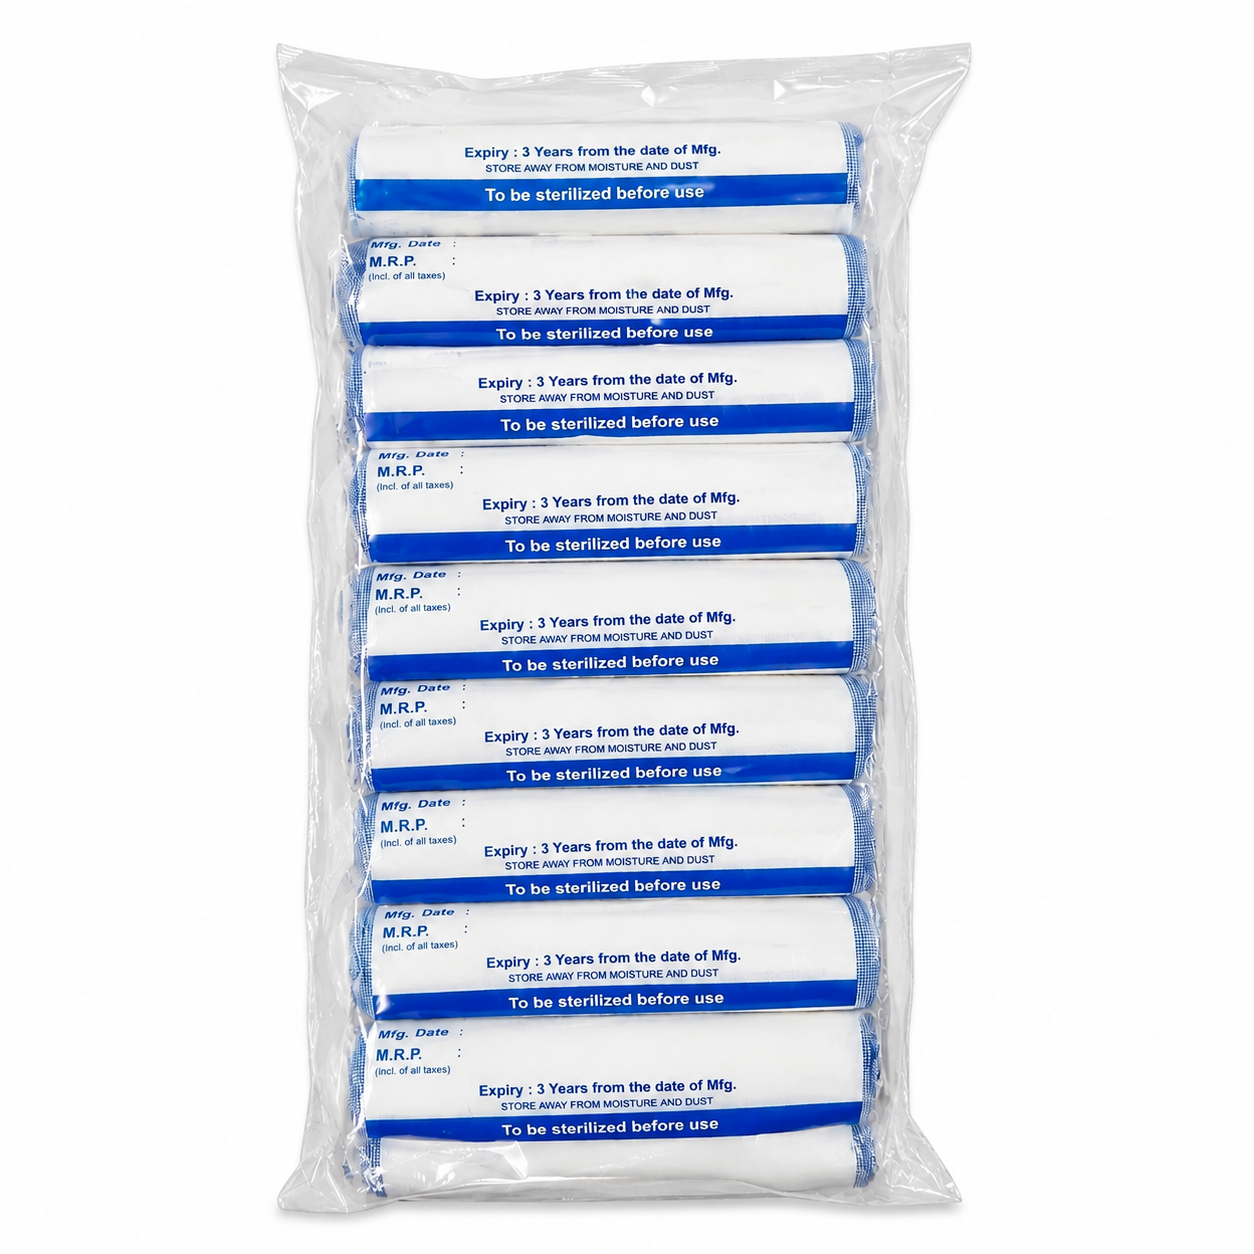 Expiry : 3 Years from the date of Mfg.
STORE AWAY FROM MOISTURE AND DUST
To be sterilized before use
Mfg. Date :
M.R.P. :
(Incl. of all taxes)
Expiry : 3 Years from the date of Mfg.
STORE AWAY FROM MOISTURE AND DUST
To be sterilized before use
Expiry : 3 Years from the date of Mfg.
STORE AWAY FROM MOISTURE AND DUST
To be sterilized before use
Mfg. Date :
M.R.P. :
(Incl. of all taxes)
Expiry : 3 Years from the date of Mfg.
STORE AWAY FROM MOISTURE AND DUST
To be sterilized before use
Mfg. Date :
M.R.P. :
(Incl. of all taxes)
Expiry : 3 Years from the date of Mfg.
STORE AWAY FROM MOISTURE AND DUST
To be sterilized before use
Mfg. Date :
M.R.P. :
(Incl. of all taxes)
Expiry : 3 Years from the date of Mfg.
STORE AWAY FROM MOISTURE AND DUST
To be sterilized before use
Mfg. Date :
M.R.P. :
(Incl. of all taxes)
Expiry : 3 Years from the date of Mfg.
STORE AWAY FROM MOISTURE AND DUST
To be sterilized before use
Mfg. Date :
M.R.P. :
(Incl. of all taxes)
Expiry : 3 Years from the date of Mfg.
STORE AWAY FROM MOISTURE AND DUST
To be sterilized before use
Mfg. Date :
M.R.P. :
(Incl. of all taxes)
Expiry : 3 Years from the date of Mfg.
STORE AWAY FROM MOISTURE AND DUST
To be sterilized before use